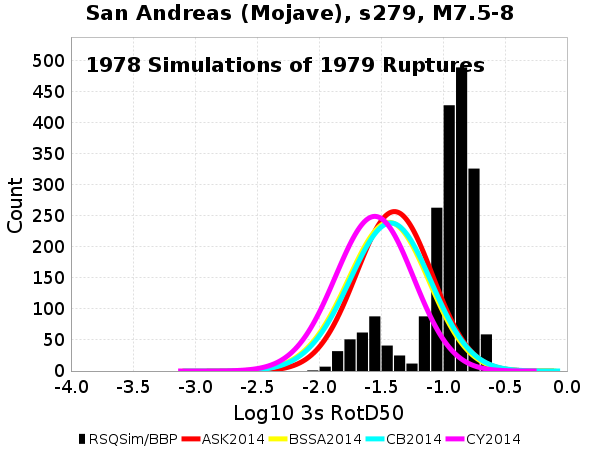 San Andreas (Mojave), s279, M7.5-8
1978 Simulations of 1979 Ruptures
500
450
400
350
300
250
200
150
100
50
0
Count
-4.0 -3.5 -3.0 -2.5 -2.0 -1.5 -1.0 -0.5 0.0
Log10 3s RotD50
RSQSim/BBP ASK2014 BSSA2014 CB2014 CY2014